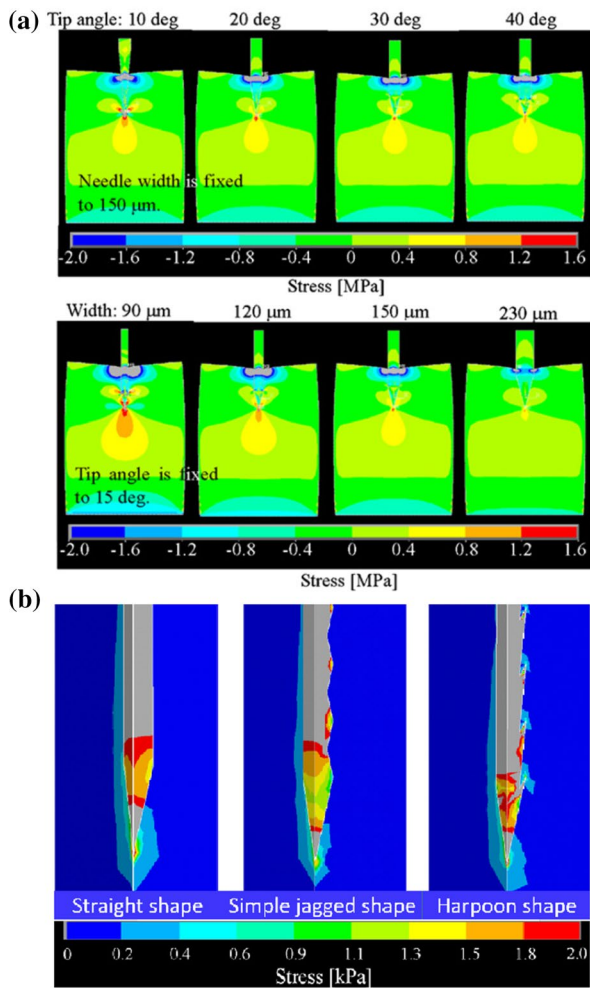 (a)
Tip angle: 10 deg 20 deg 30 deg 40 deg
Needle width is fixed
to 150 μm.
-2.0 -1.6 -1.2 -0.8 -0.4 0 0.4 0.8 1.2 1.6
Stress [MPa]
Width: 90 μm 120 μm 150 μm 230 μm
Tip angle is fixed
to 15 deg.
-2.0 -1.6 -1.2 -0.8 -0.4 0 0.4 0.8 1.2 1.6
Stress [MPa]
(b)
Straight shape Simple jagged shape Harpoon shape
0 0.2 0.4 0.6 0.9 1.1 1.3 1.5 1.8 2.0
Stress [kPa]